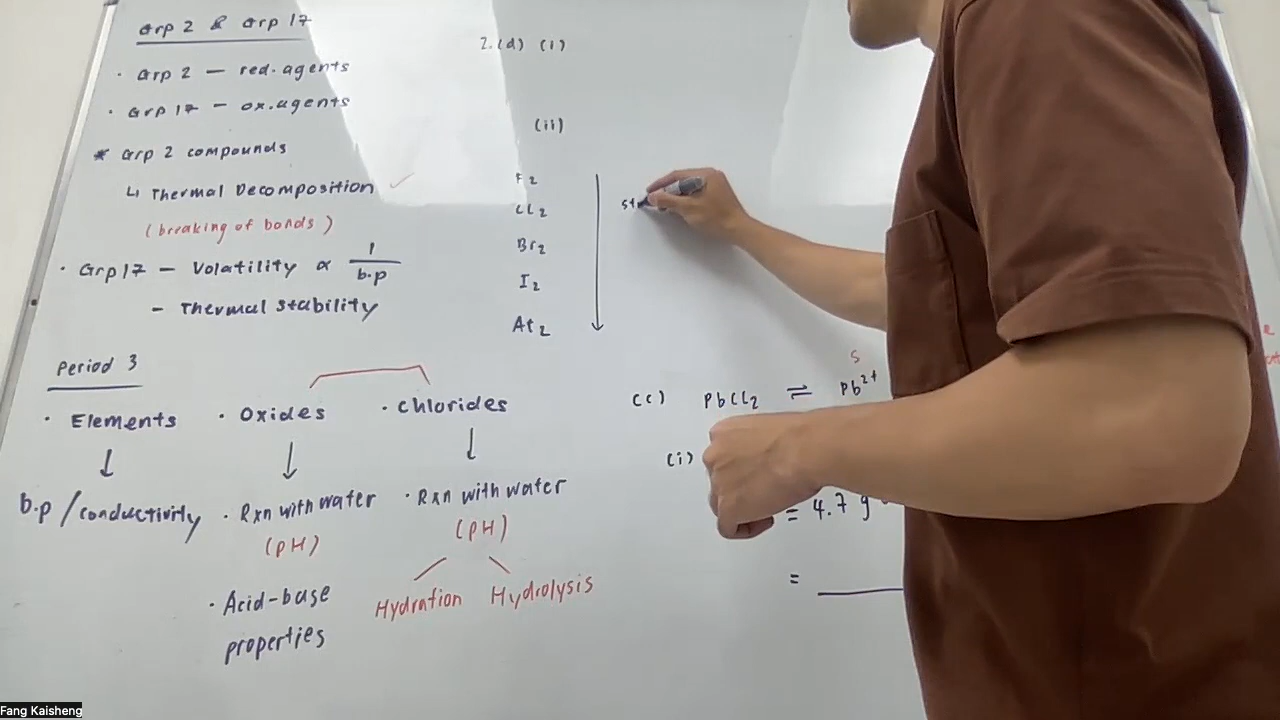 Grp 2 & Grp 17
· Grp 2 — red. agents
· Grp 17 – ox. agents
* Grp 2 compounds
↳ Thermal Decomposition ✓
(breaking of bonds)
· Grp 17 – Volatility ∝ 1/b.p
– Thermal stability
Period 3
· Elements · Oxides · Chlorides
↓ ↓ ↓
b.p / conductivity · Rxn with water · Rxn with water
(pH) (pH)
Hydration Hydrolysis
· Acid-base
properties
2. (d) (i)
(ii)
F2
Cl2
Br2
I2
At2
st
s
(c) PbCl2 ⇌ Pb2+
(i)
= 4.7 g
=
Fang Kaisheng